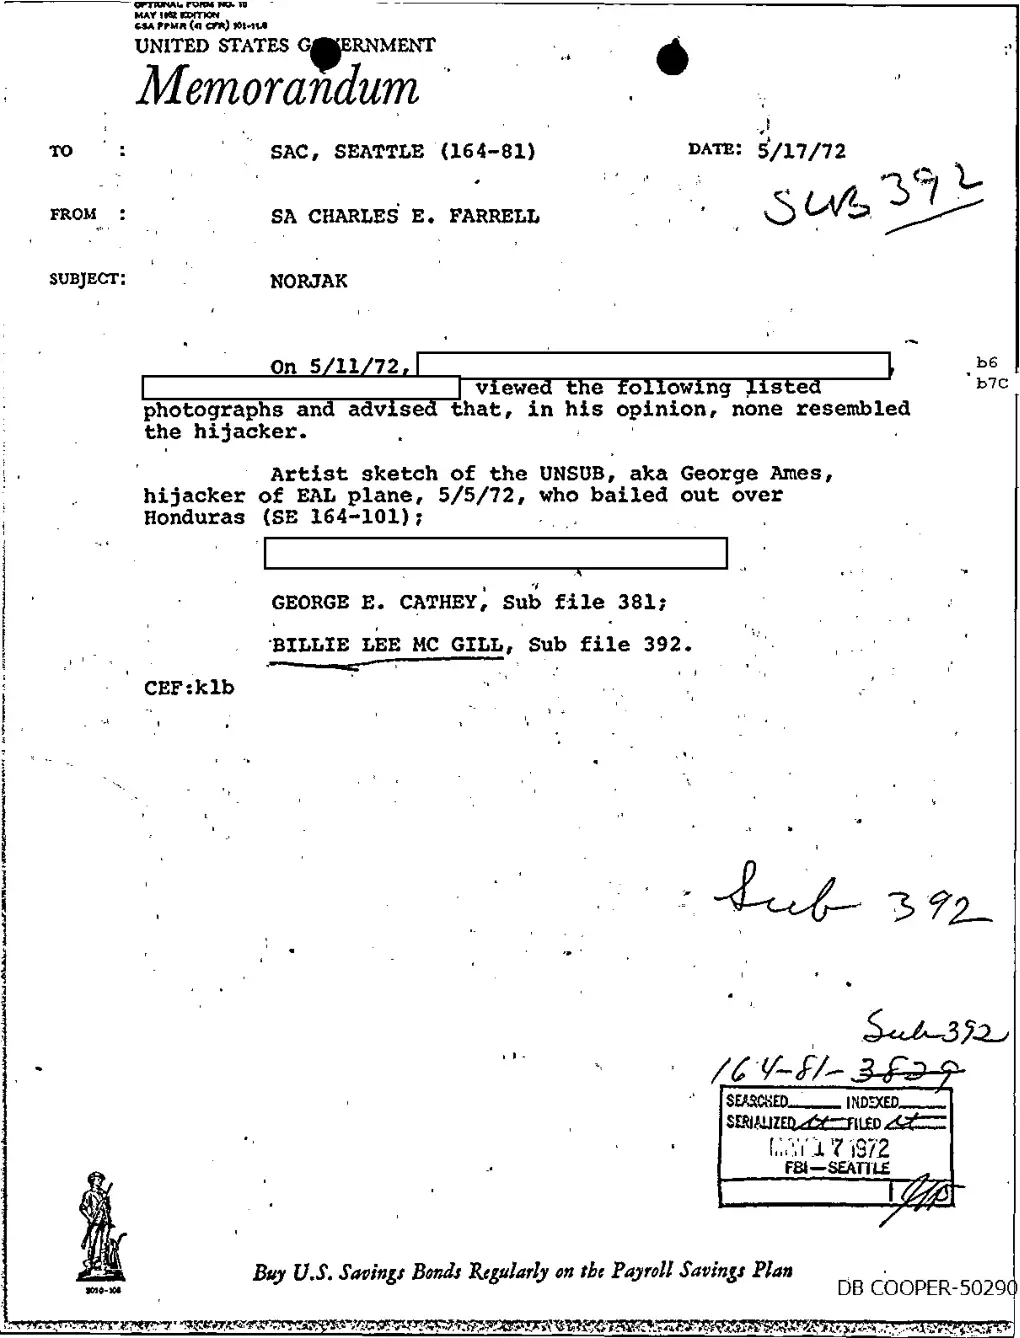 OPTIONAL FORM NO. 10
MAY 1962 EDITION
GSA FPMR (41 CFR) 101-11.6
UNITED STATES G ERNMENT
Memorandum
TO : SAC, SEATTLE (164-81) DATE: 5/17/72
SUB 392
FROM : SA CHARLES E. FARRELL
SUBJECT: NORJAK
On 5/11/72, , b6
viewed the following listed b7C
photographs and advised that, in his opinion, none resembled
the hijacker.
Artist sketch of the UNSUB, aka George Ames,
hijacker of EAL plane, 5/5/72, who bailed out over
Honduras (SE 164-101);
GEORGE E. CATHEY, Sub file 381;
BILLIE LEE MC GILL, Sub file 392.
CEF:klb
Sub 392
Sub 392
164-81-3829
SEARCHED INDEXED
SERIALIZED FILED
MAY 17 1972
FBI—SEATTLE
3010-108
Buy U.S. Savings Bonds Regularly on the Payroll Savings Plan
DB COOPER-50290